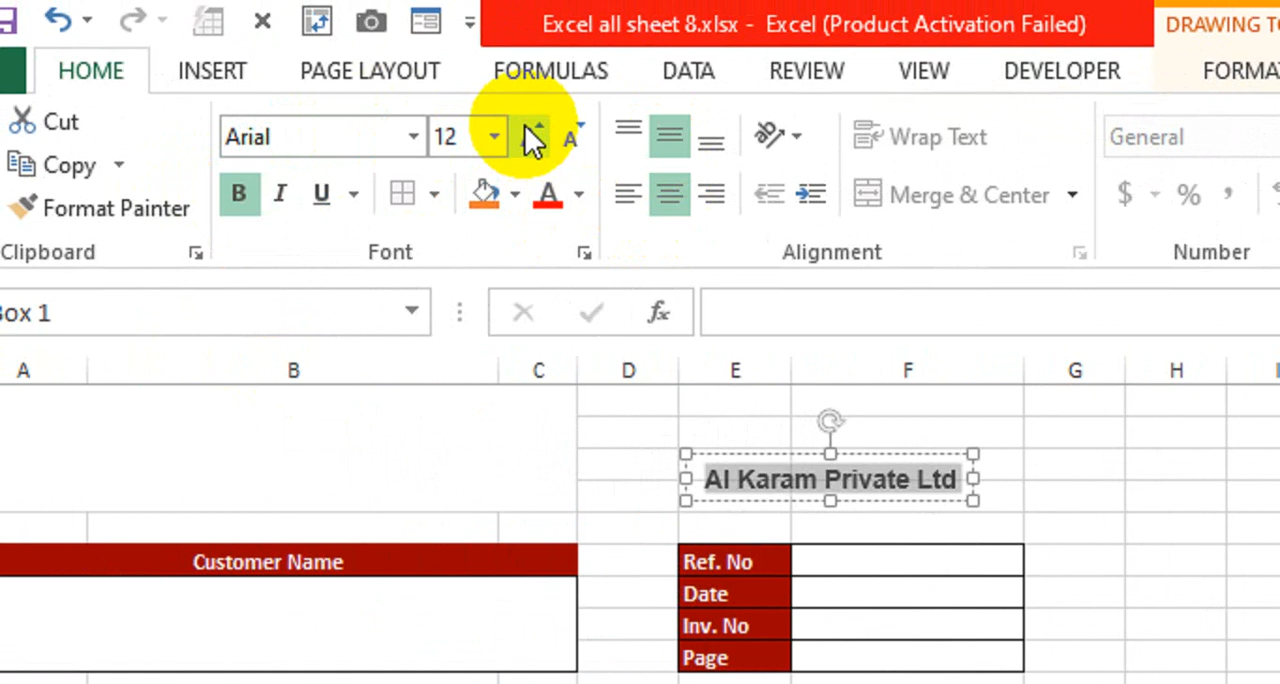 Excel all sheet 8.xlsx - Excel (Product Activation Failed)
DRAWING TO
HOME INSERT PAGE LAYOUT FORMULAS DATA REVIEW VIEW DEVELOPER FORMA
Cut
Copy
Format Painter
Clipboard
Arial 12
B I U A
Font
Wrap Text
Merge & Center
Alignment
General
$ % ,
Number
Box 1
fx
A B C D E F G H I
Al Karam Private Ltd
Customer Name
Ref. No
Date
Inv. No
Page